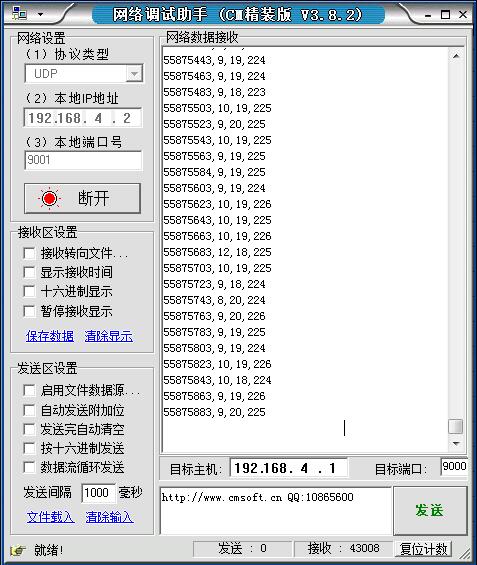 网络调试助手 (C∏精装版 V3.8.2)
网络设置
(1) 协议类型
UDP
(2) 本地IP地址
192.168. 4 . 2
(3) 本地端口号
9001
断开
接收区设置
接收转向文件...
显示接收时间
十六进制显示
暂停接收显示
保存数据 清除显示
发送区设置
启用文件数据源...
自动发送附加位
发送完自动清空
按十六进制发送
数据流循环发送
发送间隔 1000 毫秒
文件载入 清除输入
网络数据接收
55875443, 9, 19, 224
55875463, 9, 19, 224
55875483, 9, 18, 223
55875503, 10, 19, 225
55875523, 9, 20, 225
55875543, 10, 19, 225
55875563, 9, 19, 225
55875584, 9, 19, 225
55875603, 9, 19, 224
55875623, 10, 19, 226
55875643, 10, 19, 225
55875663, 10, 19, 226
55875683, 12, 18, 225
55875703, 10, 19, 225
55875723, 9, 18, 224
55875743, 8, 20, 224
55875763, 9, 20, 226
55875783, 9, 19, 225
55875803, 9, 19, 224
55875823, 10, 19, 226
55875843, 10, 18, 224
55875863, 9, 19, 226
55875883, 9, 20, 225
目标主机: 192.168. 4 . 1 目标端口: 9000
http://www.cmsoft.cn QQ:10865600
发送
就绪! 发送 : 0 接收 : 43008 复位计数